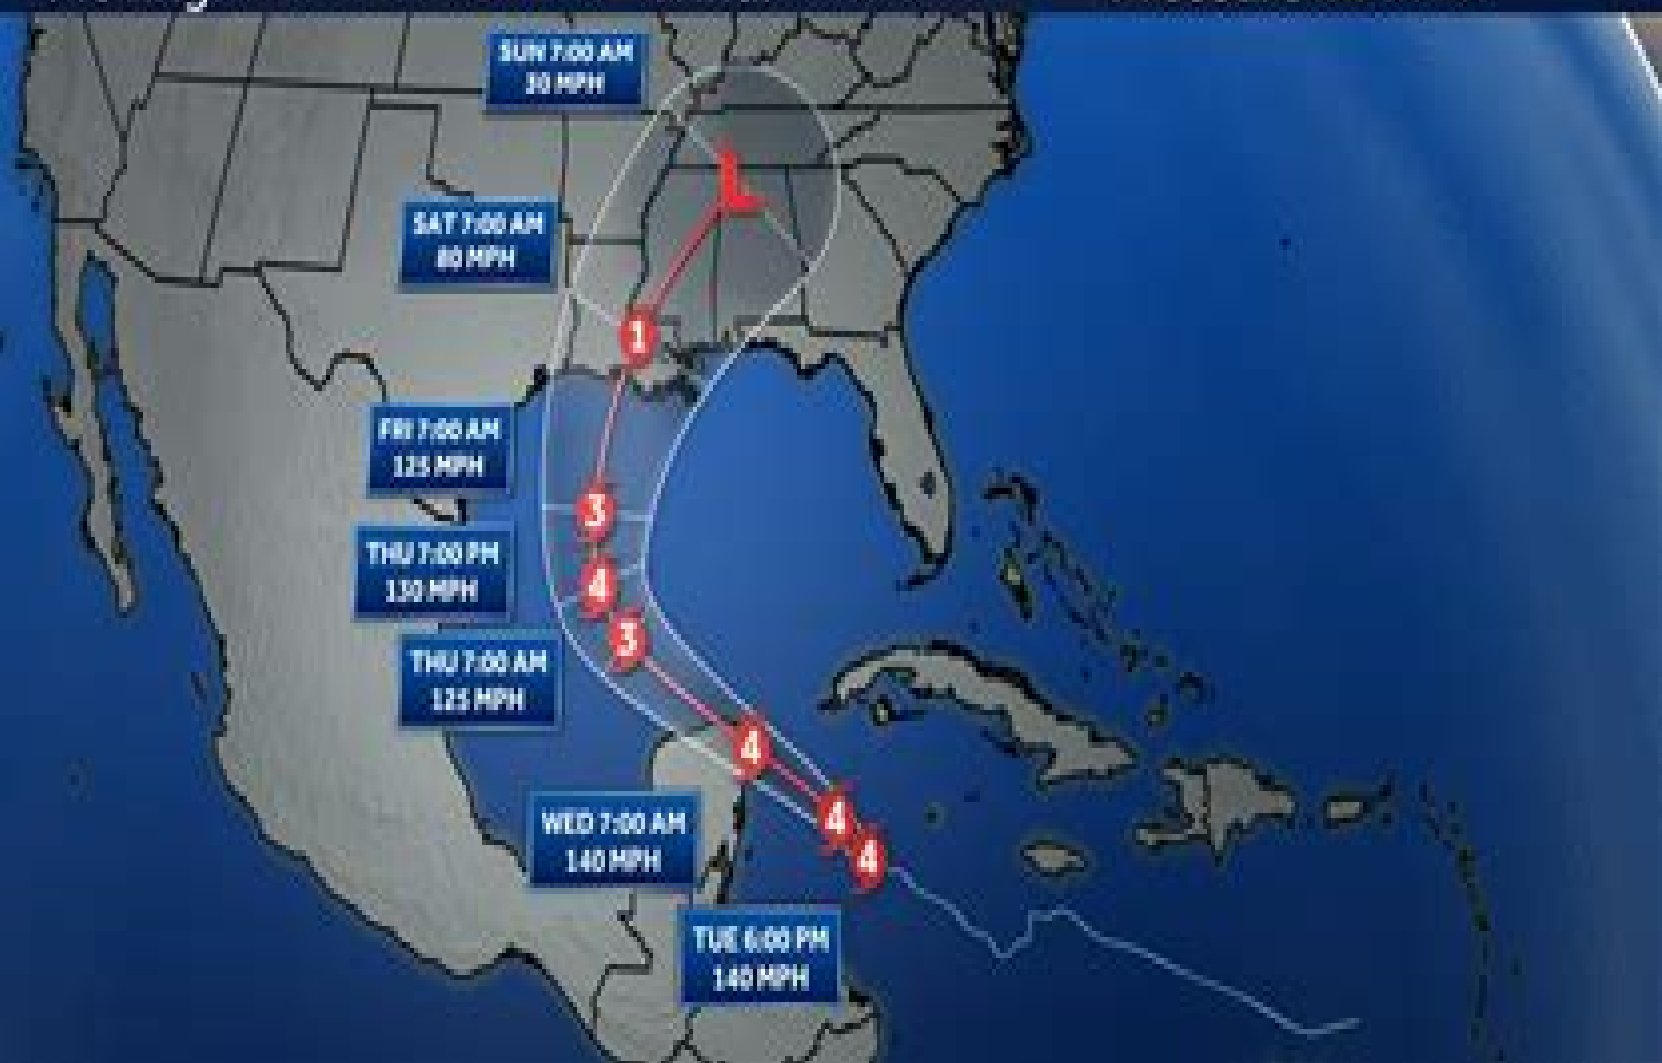 SUN 7:00 AM
30 MPH
L
SAT 7:00 AM
80 MPH
1
FRI 7:00 AM
125 MPH
3
THU 7:00 PM
130 MPH
4
THU 7:00 AM
125 MPH
3
4
WED 7:00 AM
140 MPH
4
4
TUE 6:00 PM
140 MPH